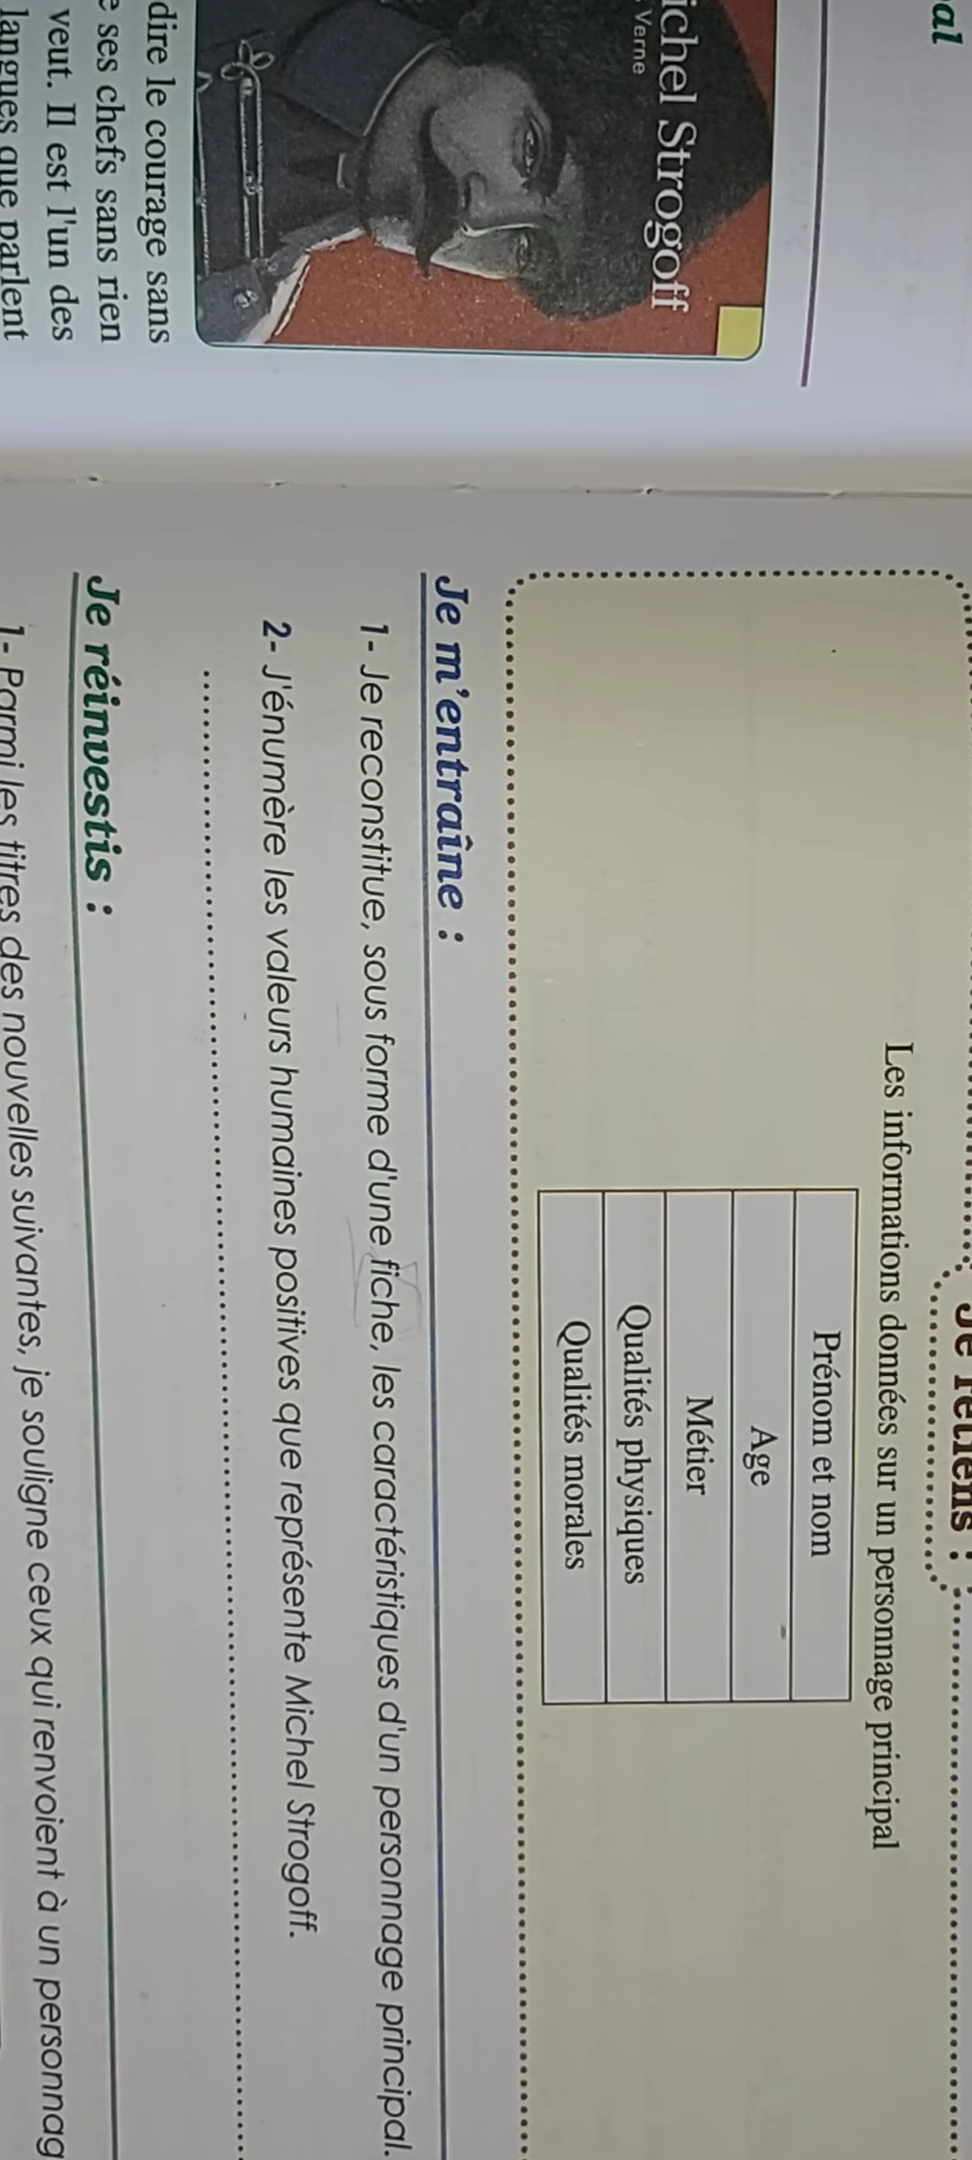 ichel Strogoff
Verne
dire le courage sans
ses chefs sans rien
veut. Il est l'un des
langues que parlent
Je retiens :
Les informations données sur un personnage principal
Prénom et nom
Age
Métier
Qualités physiques
Qualités morales
Je m'entraîne :
1- Je reconstitue, sous forme d'une fiche, les caractéristiques d'un personnage principal.
2- J'énumère les valeurs humaines positives que représente Michel Strogoff.
Je réinvestis :
1- Parmi les titres des nouvelles suivantes, je souligne ceux qui renvoient à un personnag